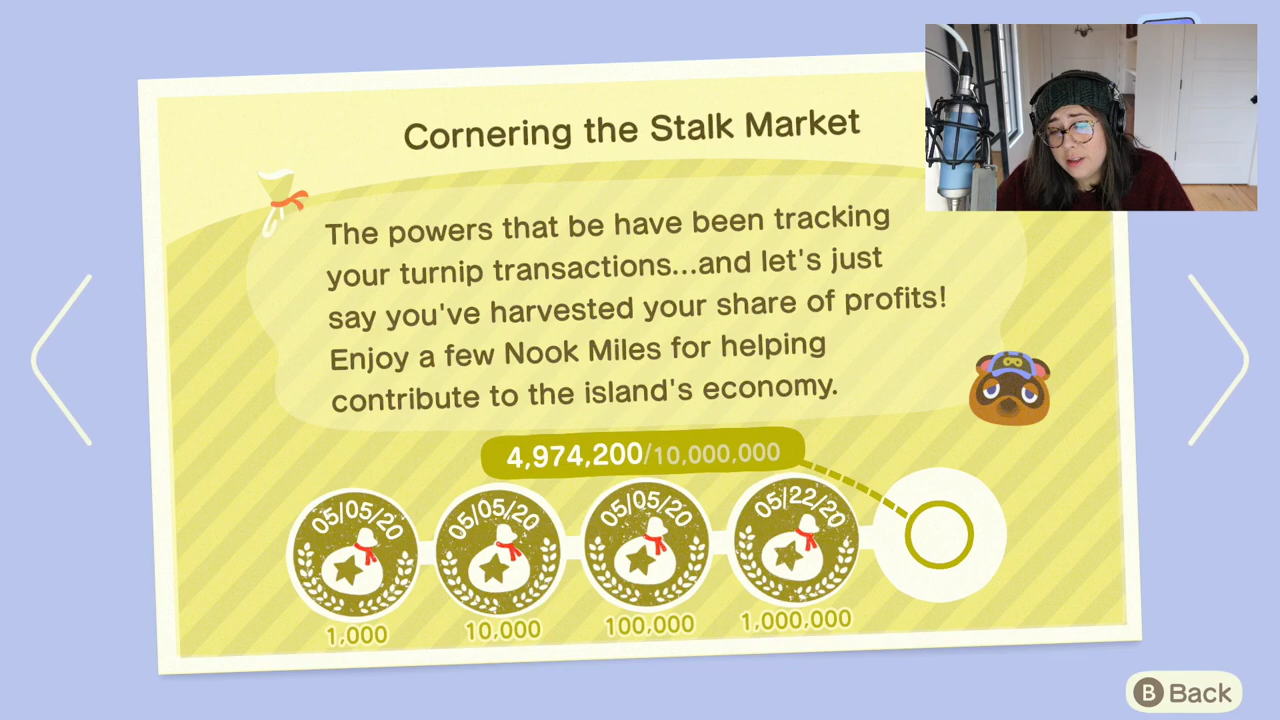 Cornering the Stalk Market
The powers that be have been tracking
your turnip transactions...and let's just
say you've harvested your share of profits!
Enjoy a few Nook Miles for helping
contribute to the island's economy.
4,974,200/10,000,000
05/05/20 05/05/20 05/05/20 05/22/20
1,000 10,000 100,000 1,000,000
B Back